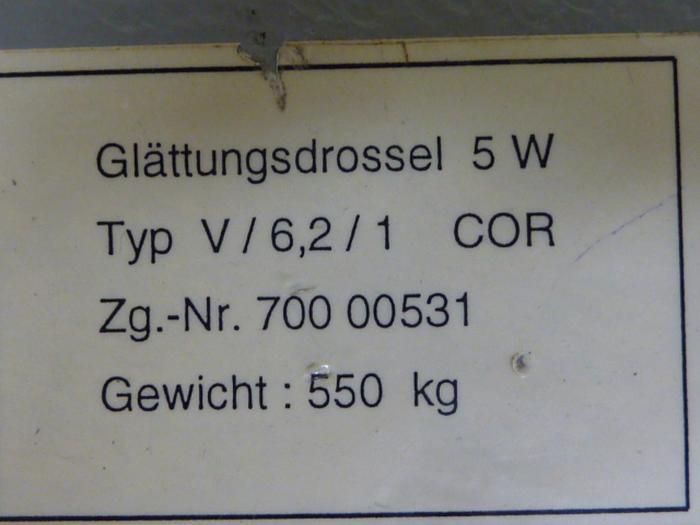 Glättungsdrossel 5 W
Typ V / 6,2 / 1 COR
Zg.-Nr. 700 00531
Gewicht : 550 kg